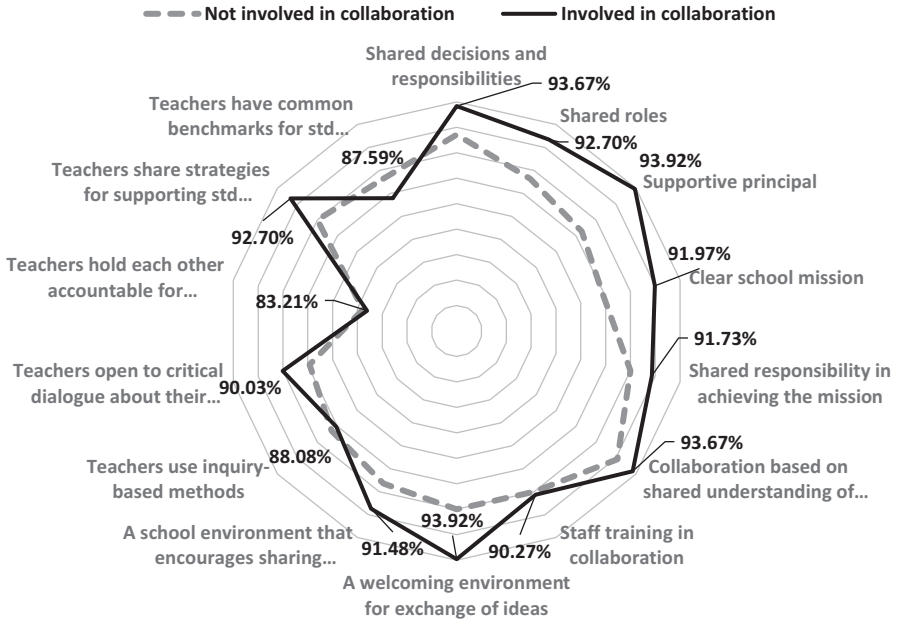 Not involved in collaboration
Involved in collaboration
Shared decisions and
responsibilities
93.67%
Shared roles
92.70%
93.92%
Supportive principal
91.97%
Clear school mission
91.73%
Shared responsibility in
achieving the mission
93.67%
Collaboration based on
shared understanding of...
Staff training in
collaboration
90.27%
93.92%
A welcoming environment
for exchange of ideas
91.48%
A school environment that
encourages sharing...
88.08%
Teachers use inquiry-
based methods
90.03%
Teachers open to critical
dialogue about their...
83.21%
Teachers hold each other
accountable for...
92.70%
Teachers share strategies
for supporting std...
87.59%
Teachers have common
benchmarks for std...